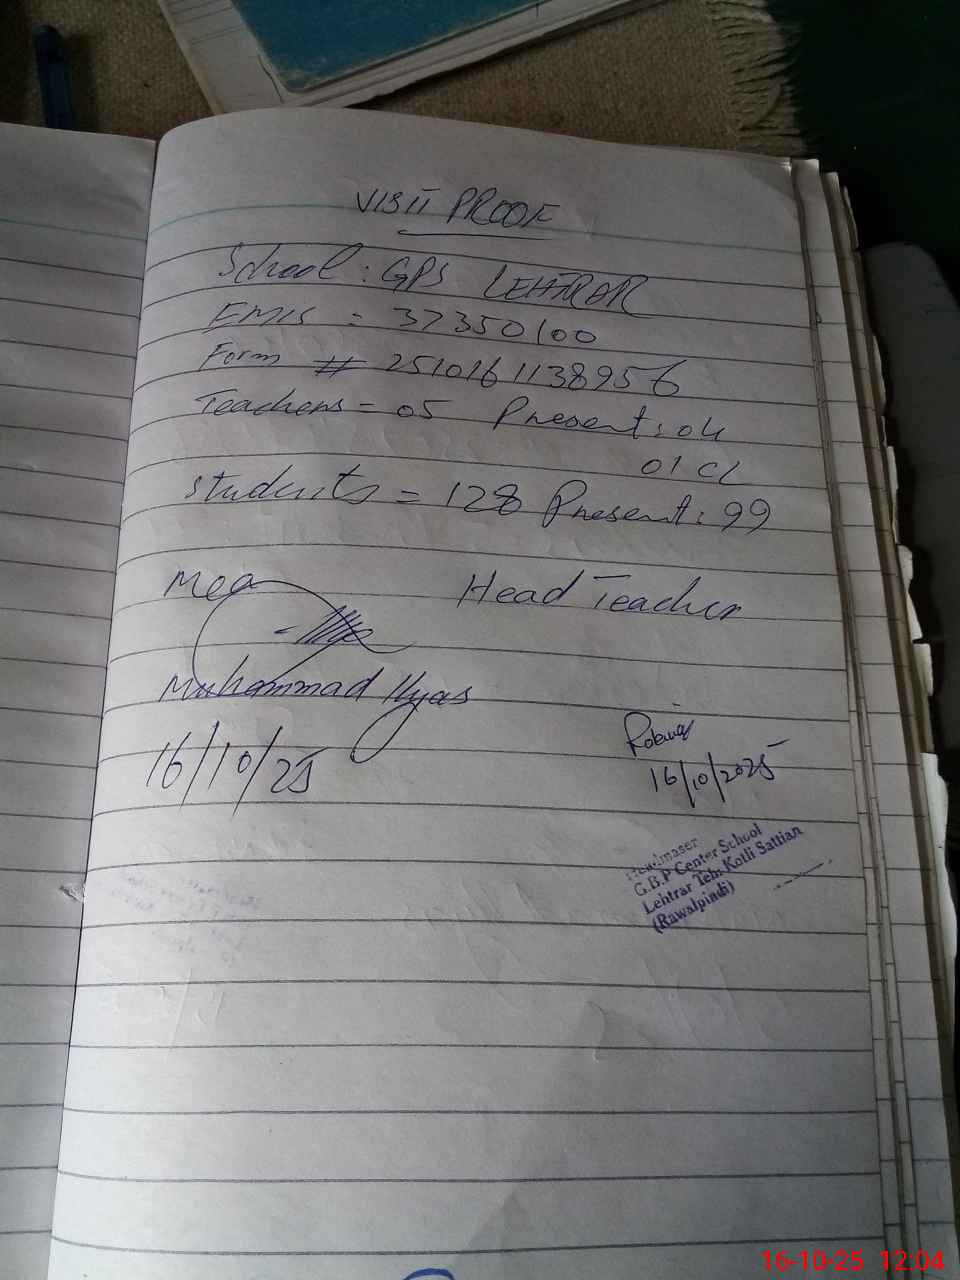 VISIT PROOF
School: GPS LEHTRAR
EMIS = 37350100
Form # 2510161138956
Teachers = 05 Present: 04
01 CL
Students = 128 Present: 99
Mea Head Teacher
Muhammad Ilyas
16/10/25
16/10/2025
Headmaser
G.B.P Center School
Lehtrar Teh: Kotli Sattian
(Rawalpindi)
16-10-25 12:04